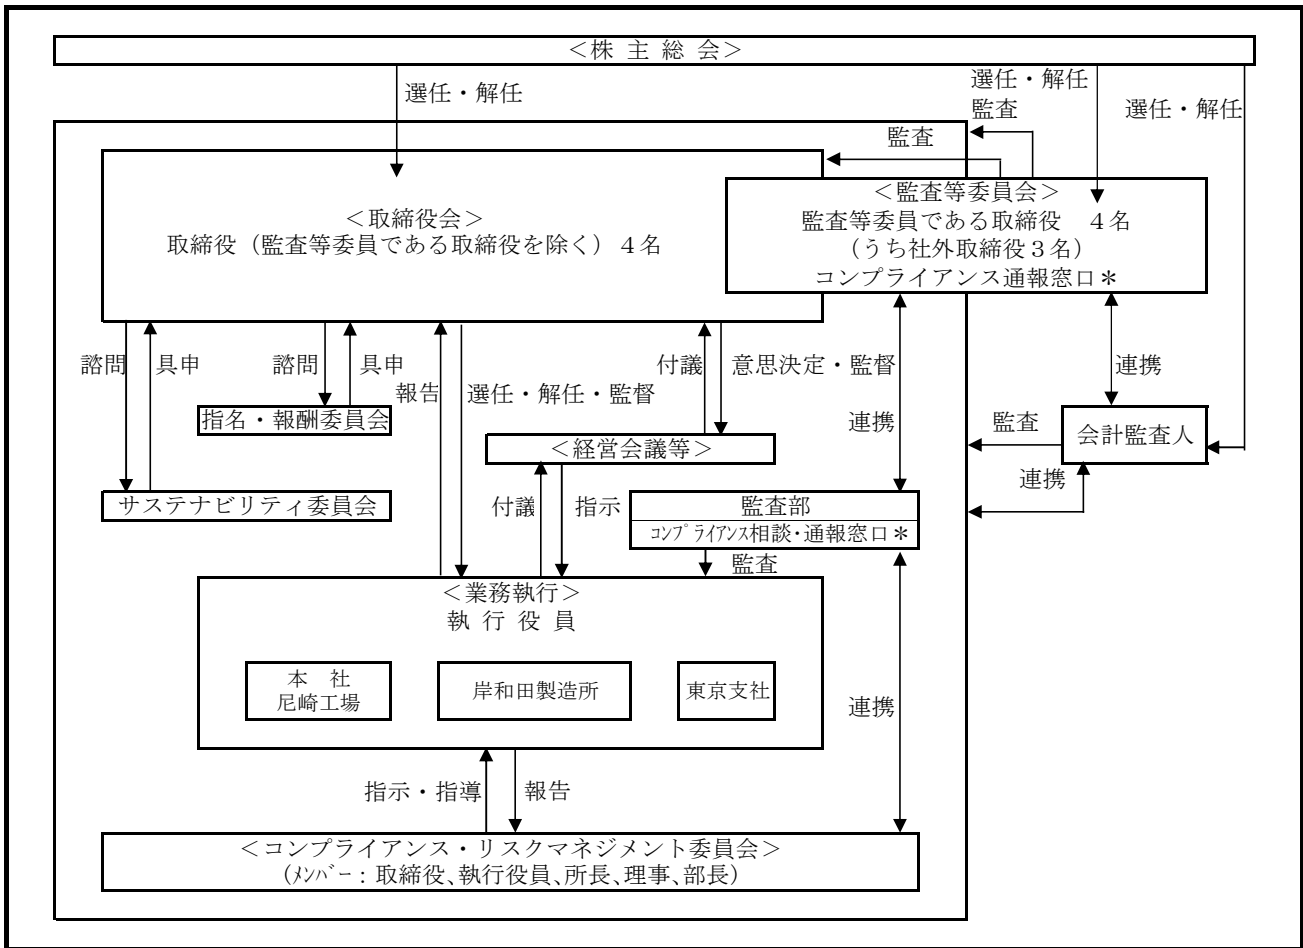 ＜株 主 総 会＞
選任・解任
選任・解任
監査
選任・解任
監査
＜取締役会＞
取締役（監査等委員である取締役を除く）４名
＜監査等委員会＞
監査等委員である取締役　４名
（うち社外取締役３名）
コンプライアンス通報窓口＊
諮問
具申
諮問
具申
報告
選任・解任・監督
付議
意思決定・監督
連携
連携
指名・報酬委員会
＜経営会議等＞
監査
会計監査人
連携
サステナビリティ委員会
付議
指示
監査部
ｺﾝﾌﾟﾗｲｱﾝｽ相談・通報窓口＊
監査
＜業務執行＞
執 行 役 員
本　社
尼崎工場
岸和田製造所
東京支社
連携
指示・指導
報告
＜コンプライアンス・リスクマネジメント委員会＞
（ﾒﾝﾊﾞｰ：取締役、執行役員、所長、理事、部長）